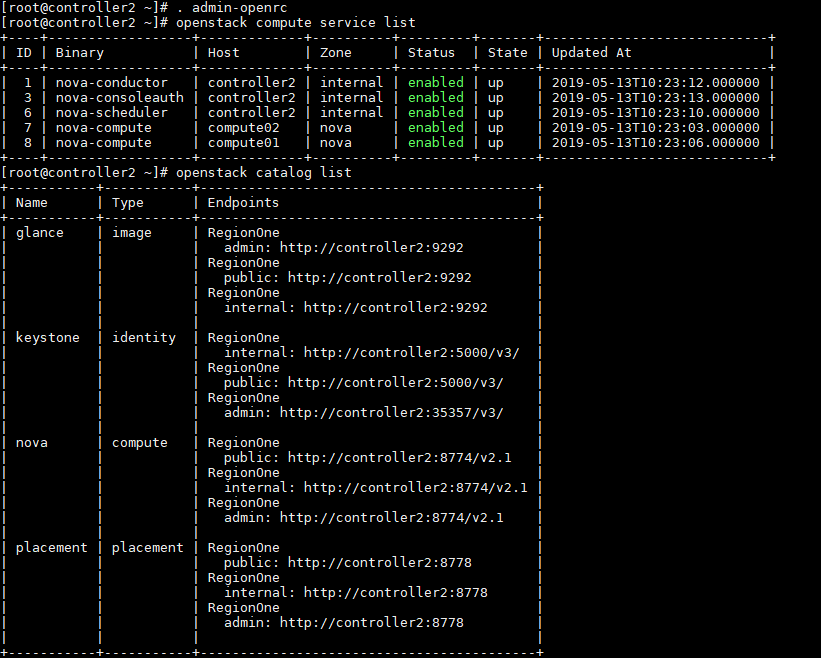 [root@controller2 ~]# . admin-openrc
[root@controller2 ~]# openstack compute service list
+----+------------------+-------------+----------+---------+-------+----------------------------+
| ID | Binary           | Host        | Zone     | Status  | State | Updated At                 |
+----+------------------+-------------+----------+---------+-------+----------------------------+
|  1 | nova-conductor   | controller2 | internal | enabled | up    | 2019-05-13T10:23:12.000000 |
|  3 | nova-consoleauth | controller2 | internal | enabled | up    | 2019-05-13T10:23:13.000000 |
|  6 | nova-scheduler   | controller2 | internal | enabled | up    | 2019-05-13T10:23:10.000000 |
|  7 | nova-compute     | compute02   | nova     | enabled | up    | 2019-05-13T10:23:03.000000 |
|  8 | nova-compute     | compute01   | nova     | enabled | up    | 2019-05-13T10:23:06.000000 |
+----+------------------+-------------+----------+---------+-------+----------------------------+
[root@controller2 ~]# openstack catalog list
+-----------+-----------+-----------------------------------------+
| Name      | Type      | Endpoints                               |
+-----------+-----------+-----------------------------------------+
| glance    | image     | RegionOne                               |
|           |           |   admin: http://controller2:9292        |
|           |           | RegionOne                               |
|           |           |   public: http://controller2:9292       |
|           |           | RegionOne                               |
|           |           |   internal: http://controller2:9292     |
|           |           |                                         |
| keystone  | identity  | RegionOne                               |
|           |           |   internal: http://controller2:5000/v3/ |
|           |           | RegionOne                               |
|           |           |   public: http://controller2:5000/v3/   |
|           |           | RegionOne                               |
|           |           |   admin: http://controller2:35357/v3/   |
|           |           |                                         |
| nova      | compute   | RegionOne                               |
|           |           |   public: http://controller2:8774/v2.1  |
|           |           | RegionOne                               |
|           |           |   internal: http://controller2:8774/v2.1 |
|           |           | RegionOne                               |
|           |           |   admin: http://controller2:8774/v2.1   |
|           |           |                                         |
| placement | placement | RegionOne                               |
|           |           |   public: http://controller2:8778       |
|           |           | RegionOne                               |
|           |           |   internal: http://controller2:8778     |
|           |           | RegionOne                               |
|           |           |   admin: http://controller2:8778        |
|           |           |                                         |
+-----------+-----------+-----------------------------------------+